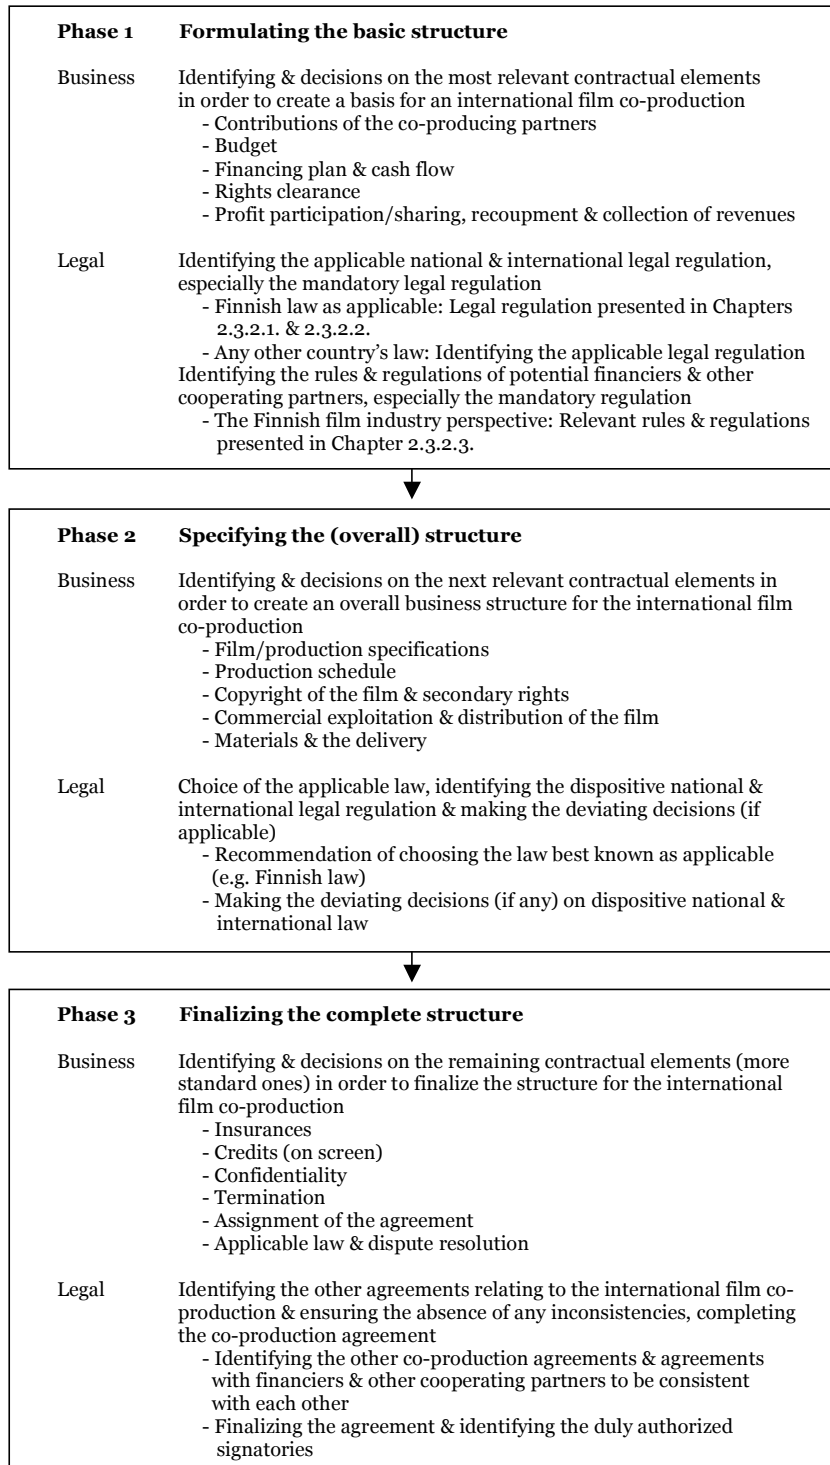 Phase 1 Formulating the basic structure
Business Identifying & decisions on the most relevant contractual elements
in order to create a basis for an international film co-production
- Contributions of the co-producing partners
- Budget
- Financing plan & cash flow
- Rights clearance
- Profit participation/sharing, recoupment & collection of revenues
Legal Identifying the applicable national & international legal regulation,
especially the mandatory legal regulation
- Finnish law as applicable: Legal regulation presented in Chapters
2.3.2.1. & 2.3.2.2.
- Any other country's law: Identifying the applicable legal regulation
Identifying the rules & regulations of potential financiers & other
cooperating partners, especially the mandatory regulation
- The Finnish film industry perspective: Relevant rules & regulations
presented in Chapter 2.3.2.3.
Phase 2 Specifying the (overall) structure
Business Identifying & decisions on the next relevant contractual elements in
order to create an overall business structure for the international film
co-production
- Film/production specifications
- Production schedule
- Copyright of the film & secondary rights
- Commercial exploitation & distribution of the film
- Materials & the delivery
Legal Choice of the applicable law, identifying the dispositive national &
international legal regulation & making the deviating decisions (if
applicable)
- Recommendation of choosing the law best known as applicable
(e.g. Finnish law)
- Making the deviating decisions (if any) on dispositive national &
international law
Phase 3 Finalizing the complete structure
Business Identifying & decisions on the remaining contractual elements (more
standard ones) in order to finalize the structure for the international
film co-production
- Insurances
- Credits (on screen)
- Confidentiality
- Termination
- Assignment of the agreement
- Applicable law & dispute resolution
Legal Identifying the other agreements relating to the international film co-
production & ensuring the absence of any inconsistencies, completing
the co-production agreement
- Identifying the other co-production agreements & agreements
with financiers & other cooperating partners to be consistent
with each other
- Finalizing the agreement & identifying the duly authorized
signatories